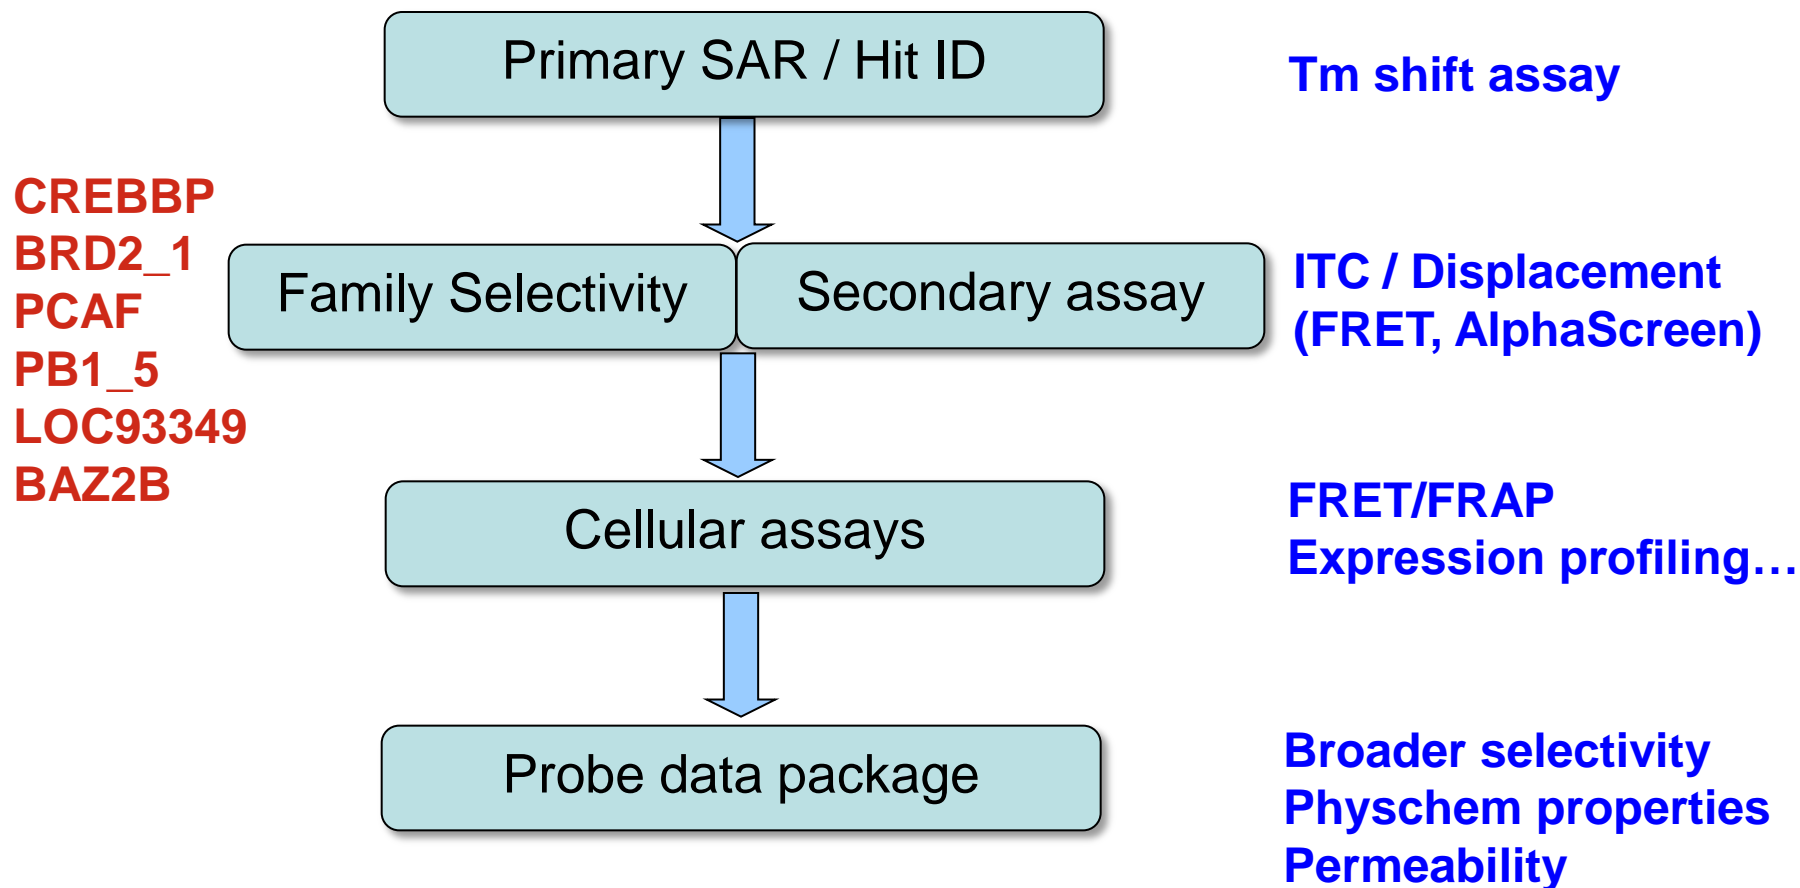 Primary SAR / Hit ID
Tm shift assay
CREBBP
BRD2_1
PCAF
PB1_5
LOC93349
BAZ2B
Family Selectivity
Secondary assay
ITC / Displacement
(FRET, AlphaScreen)
Cellular assays
FRET/FRAP
Expression profiling…
Probe data package
Broader selectivity
Physchem properties
Permeability